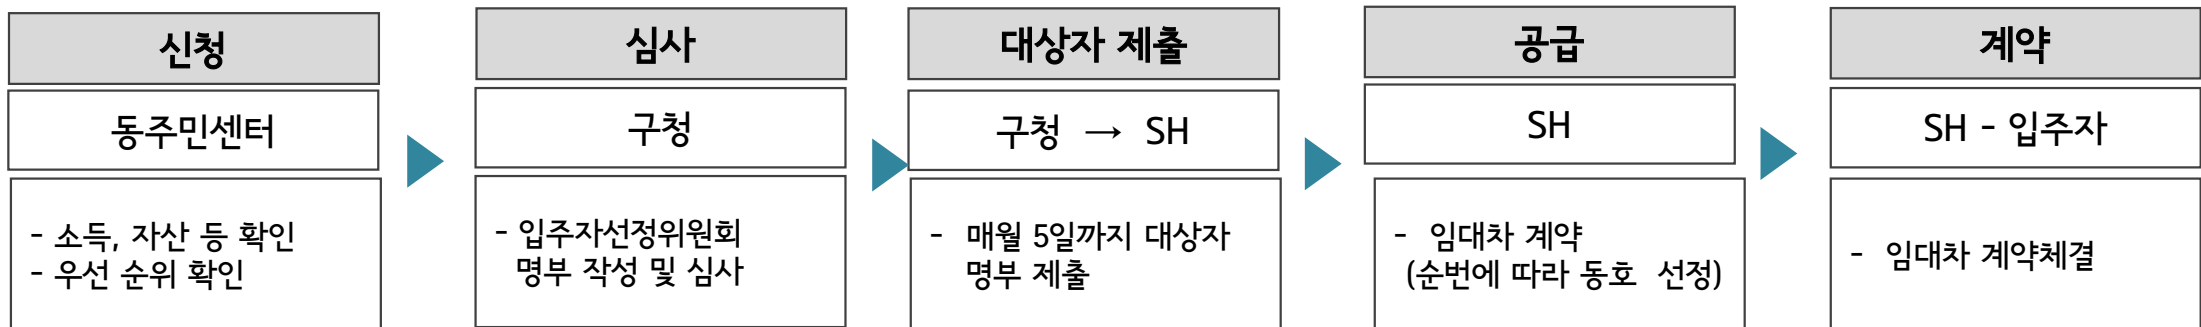 신청
동주민센터
- 소득, 자산 등 확인
- 우선 순위 확인
심사
구청
- 입주자선정위원회
명부 작성 및 심사
대상자 제출
구청 → SH
- 매월 5일까지 대상자
명부 제출
공급
SH
- 임대차 계약
(순번에 따라 동호 선정)
계약
SH - 입주자
- 임대차 계약체결